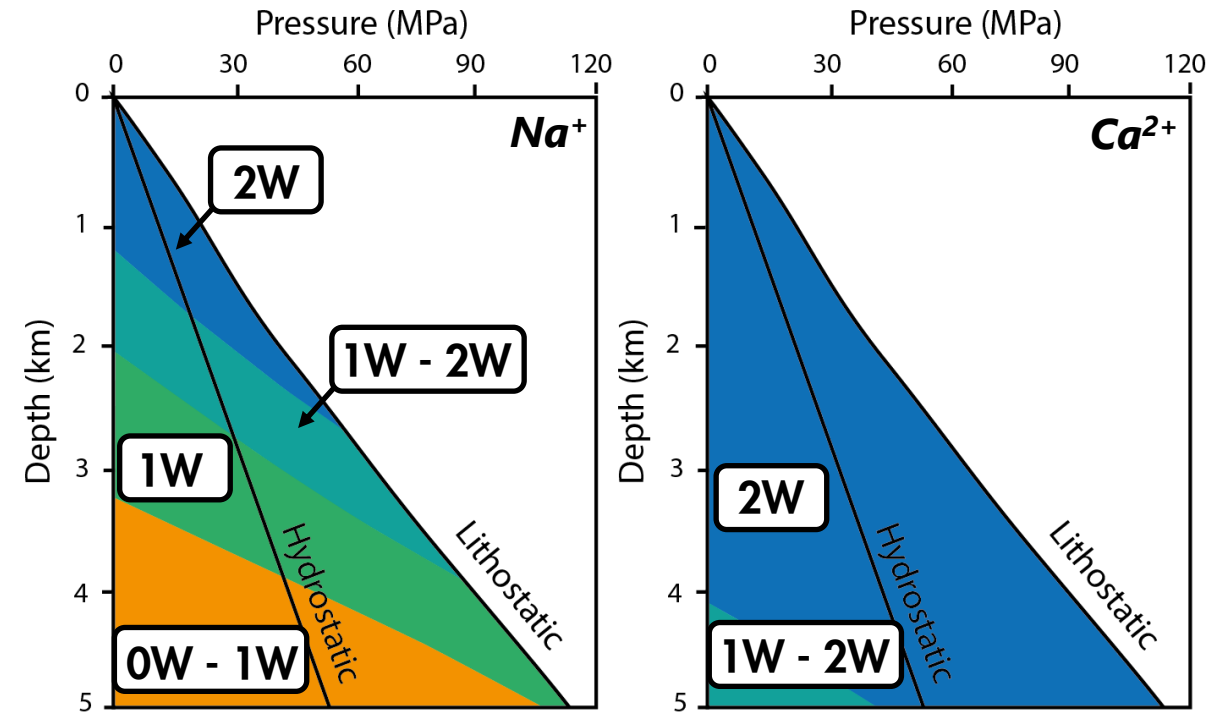 Pressure (MPa)
0 30 60 90 120
Depth (km)
0
1
2
3
4
5
Na⁺
2W
1W - 2W
1W
0W - 1W
Hydrostatic
Lithostatic
Pressure (MPa)
0 30 60 90 120
Depth (km)
0
1
2
3
4
5
Ca²⁺
2W
1W - 2W
Hydrostatic
Lithostatic